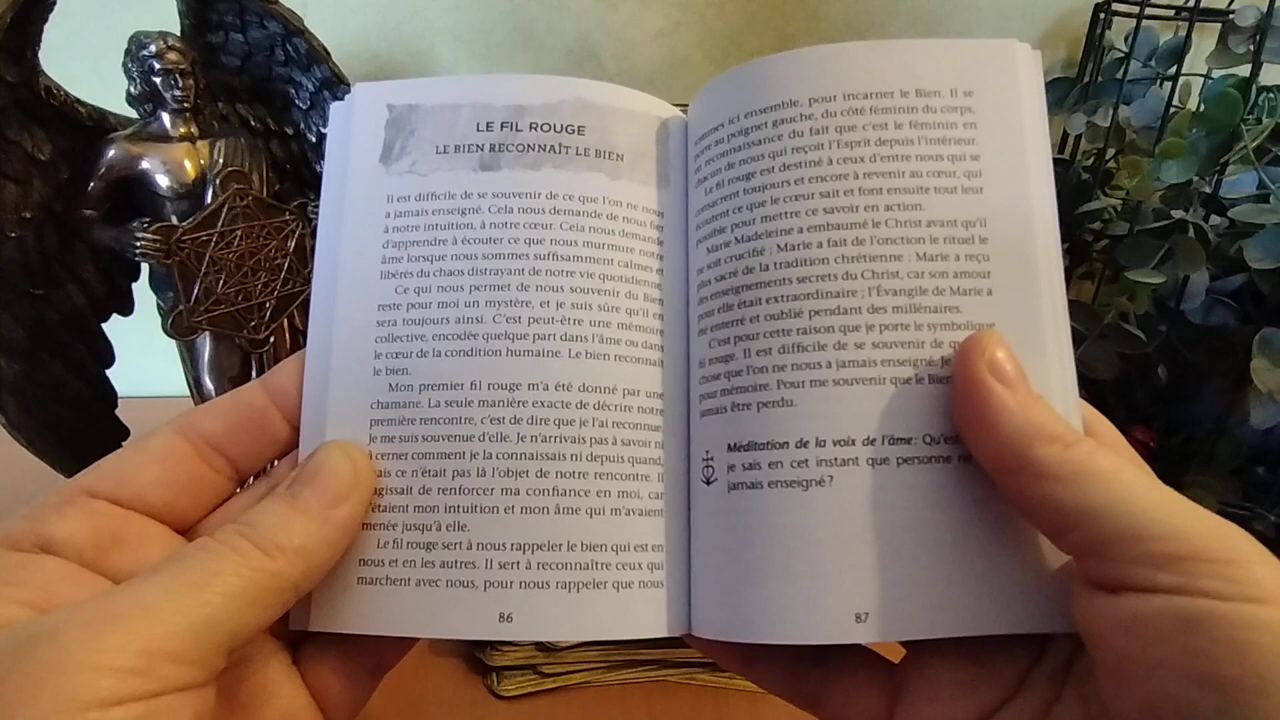 LE FIL ROUGE
LE BIEN RECONNAÎT LE BIEN
Il est difficile de se souvenir de ce que l'on ne nous
a jamais enseigné. Cela nous demande de nous fier
à notre intuition, à notre cœur. Cela nous demande
d'apprendre à écouter ce que nous murmure notre
âme lorsque nous sommes suffisamment calmes et
libérés du chaos distrayant de notre vie quotidienne.
Ce qui nous permet de nous souvenir du Bien
reste pour moi un mystère, et je suis sûre qu'il en
sera toujours ainsi. C'est peut-être une mémoire
collective, encodée quelque part dans l'âme ou dans
le cœur de la condition humaine. Le bien reconnaît
le bien.
Mon premier fil rouge m'a été donné par une
chamane. La seule manière exacte de décrire notre
première rencontre, c'est de dire que je l'ai reconnue.
Je me suis souvenue d'elle. Je n'arrivais pas à savoir ni
à cerner comment je la connaissais ni depuis quand,
mais ce n'était pas là l'objet de notre rencontre. Il
agissait de renforcer ma confiance en moi, car
c'étaient mon intuition et mon âme qui m'avaient
menée jusqu'à elle.
Le fil rouge sert à nous rappeler le bien qui est en
nous et en les autres. Il sert à reconnaître ceux qui
marchent avec nous, pour nous rappeler que nous
86
sommes ici ensemble, pour incarner le Bien. Il se
porte au poignet gauche, du côté féminin du corps,
en reconnaissance du fait que c'est le féminin en
chacun de nous qui reçoit l'Esprit depuis l'intérieur.
Le fil rouge est destiné à ceux d'entre nous qui se
consacrent toujours et encore à revenir au cœur, qui
écoutent ce que le cœur sait et font ensuite tout leur
possible pour mettre ce savoir en action.
Marie Madeleine a embaumé le Christ avant qu'il
ne soit crucifié ; Marie a fait de l'onction le rituel le
plus sacré de la tradition chrétienne ; Marie a reçu
des enseignements secrets du Christ, car son amour
pour elle était extraordinaire ; l'Évangile de Marie a
été enterré et oublié pendant des millénaires.
C'est pour cette raison que je porte le symbolique
fil rouge. Il est difficile de se souvenir de
chose que l'on ne nous a jamais enseigné. Je
pour mémoire. Pour me souvenir que le Bien
jamais être perdu.
Méditation de la voix de l'âme : Qu'est
je sais en cet instant que personne ne
jamais enseigné ?
87